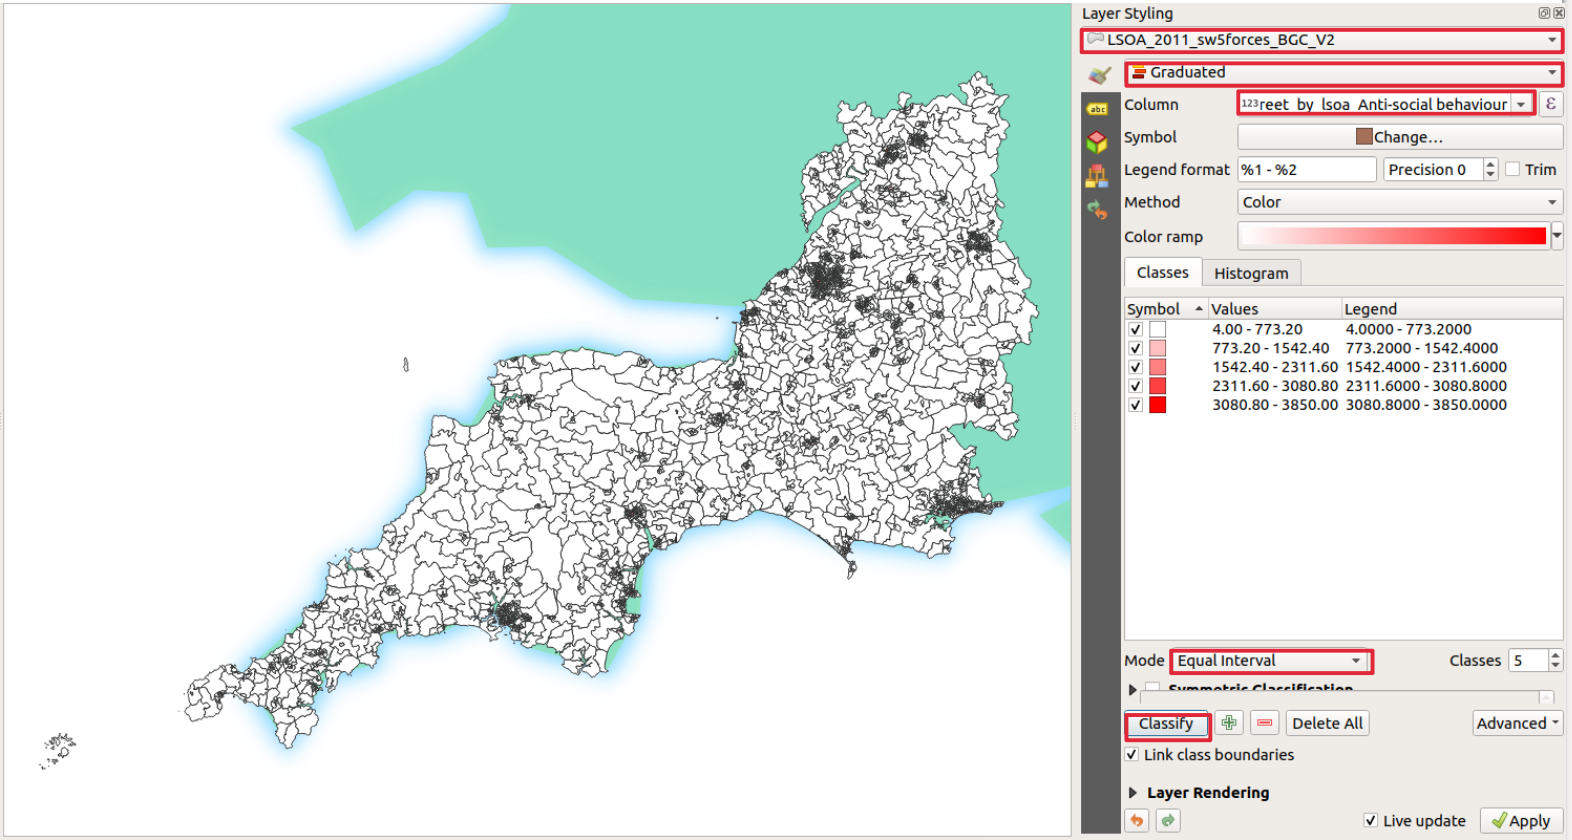 Layer Styling
LSOA_2011_sw5forces_BGC_V2
Graduated
abc
Column 123reet_by_lsoa_Anti-social behaviour ε
Symbol Change...
Legend format %1 - %2 Precision 0 Trim
Method Color
Color ramp
Classes Histogram
Symbol Values Legend
4.00 - 773.20 4.0000 - 773.2000
773.20 - 1542.40 773.2000 - 1542.4000
1542.40 - 2311.60 1542.4000 - 2311.6000
2311.60 - 3080.80 2311.6000 - 3080.8000
3080.80 - 3850.00 3080.8000 - 3850.0000
Mode Equal Interval Classes 5
Symmetric Classification
Classify Delete All Advanced
Link class boundaries
Layer Rendering
Live update Apply